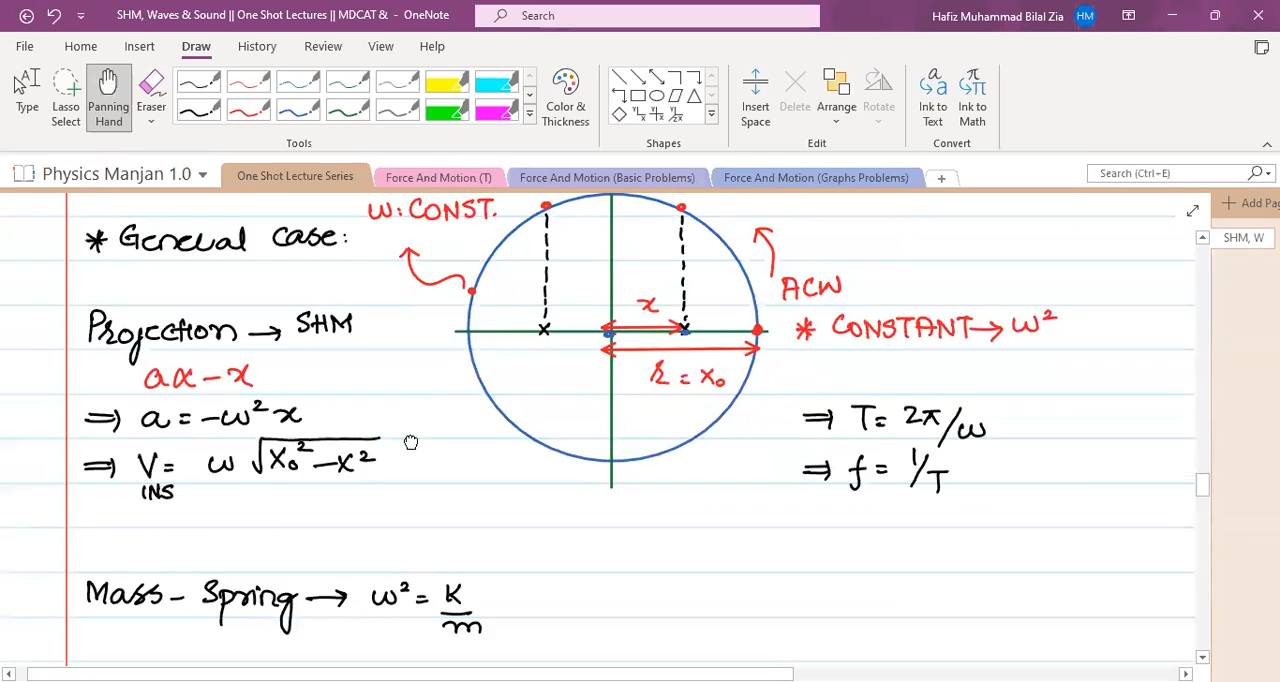 SHM, Waves & Sound || One Shot Lectures || MDCAT & - OneNote
Search
Hafiz Muhammad Bilal Zia
HM
File Home Insert Draw History Review View Help
Type
Lasso Select
Panning Hand
Eraser
Color & Thickness
Insert Space
Delete
Arrange
Rotate
Ink to Text
Ink to Math
Tools
Shapes
Edit
Convert
Physics Manjan 1.0
One Shot Lecture Series
Force And Motion (T)
Force And Motion (Basic Problems)
Force And Motion (Graphs Problems)
Search (Ctrl+E)
Add Pag
SHM, W
ω: CONST.
* General Case:
ACW
x
Projection → SHM
* CONSTANT → ω²
r = x₀
a α - x
⇒ a = -ω² x
⇒ T = 2π/ω
⇒ V INS = ω √x₀² - x²
⇒ f = 1/T
Mass - Spring → ω² = K/m